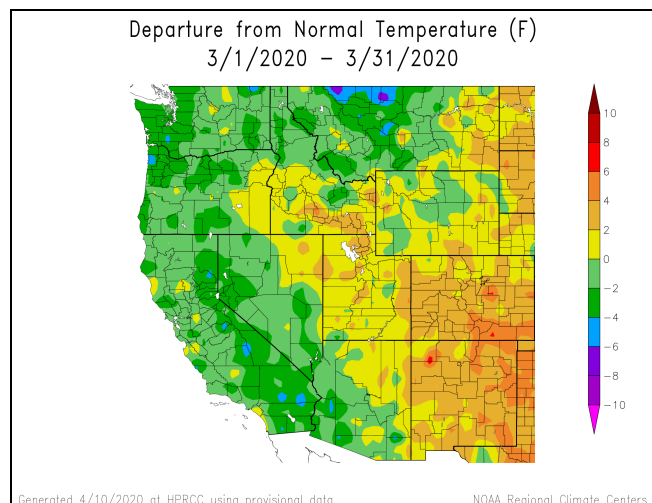 Departure from Normal Temperature (F)
3/1/2020 – 3/31/2020
10
8
6
4
2
0
−2
−4
−6
−8
−10
Generated 4/10/2020 at HPRCC using provisional data.
NOAA Regional Climate Centers